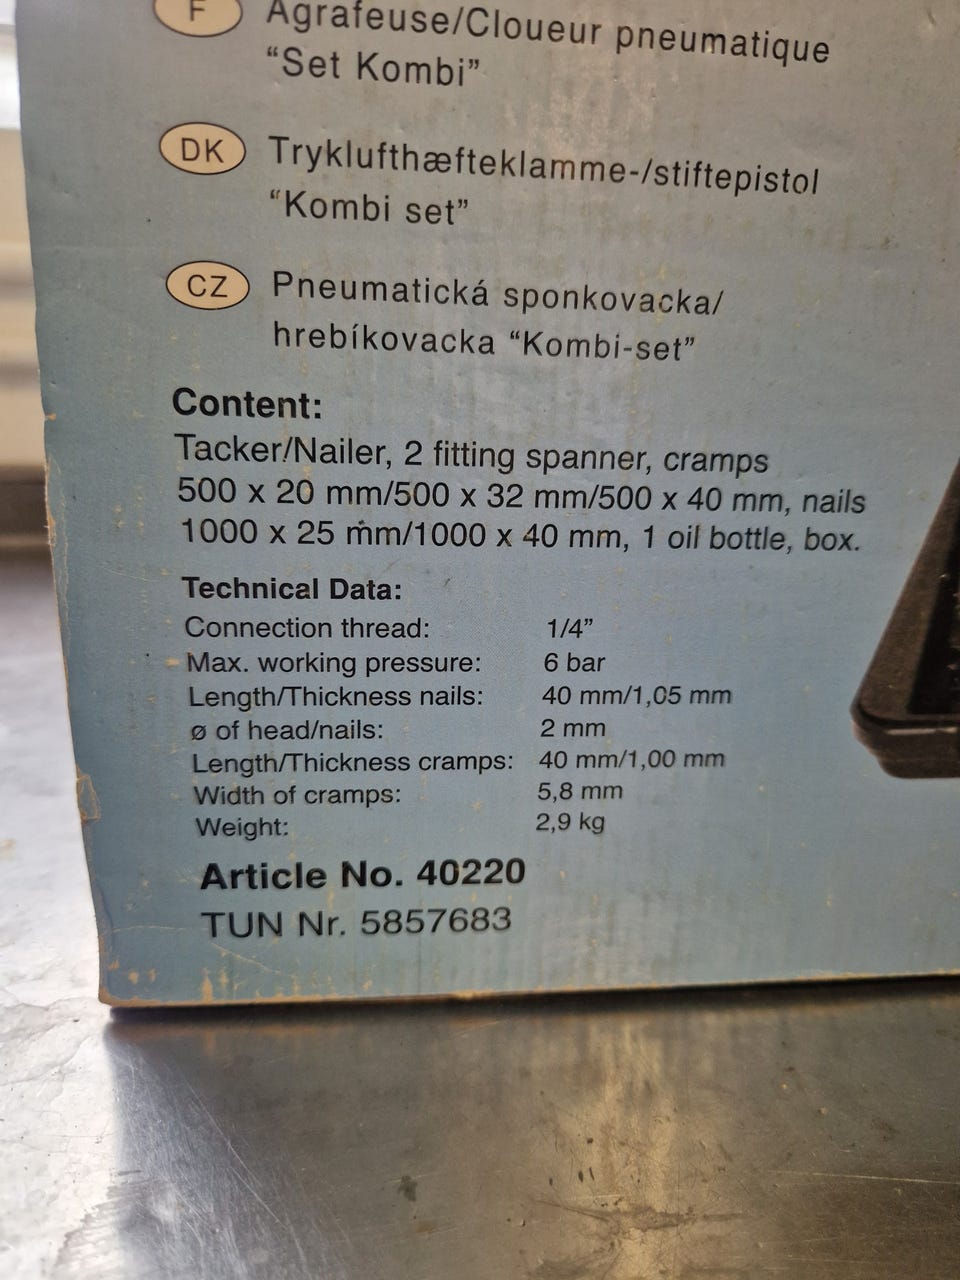 F Agrafeuse/Cloueur pneumatique
“Set Kombi”
DK Tryklufthæfteklamme-/stiftepistol
“Kombi set”
CZ Pneumatická sponkovacka/
hrebíkovacka “Kombi-set”
Content:
Tacker/Nailer, 2 fitting spanner, cramps
500 x 20 mm/500 x 32 mm/500 x 40 mm, nails
1000 x 25 mm/1000 x 40 mm, 1 oil bottle, box.
Technical Data:
Connection thread: 1/4”
Max. working pressure: 6 bar
Length/Thickness nails: 40 mm/1,05 mm
ø of head/nails: 2 mm
Length/Thickness cramps: 40 mm/1,00 mm
Width of cramps: 5,8 mm
Weight: 2,9 kg
Article No. 40220
TUN Nr. 5857683